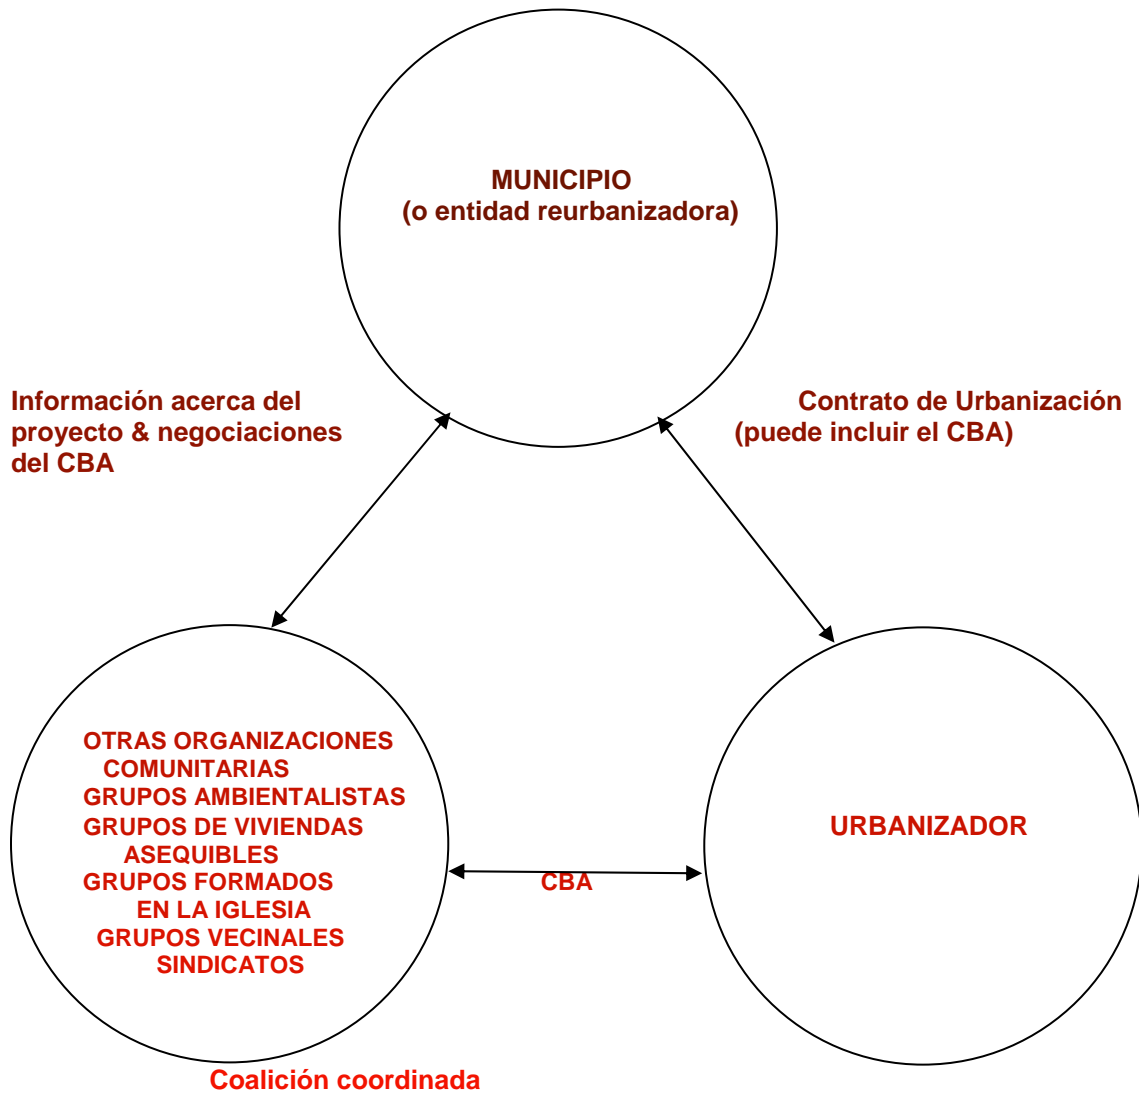 MUNICIPIO
(o entidad reurbanizadora)
Información acerca del
proyecto & negociaciones
del CBA
Contrato de Urbanización
(puede incluir el CBA)
OTRAS ORGANIZACIONES
COMUNITARIAS
GRUPOS AMBIENTALISTAS
GRUPOS DE VIVIENDAS
ASEQUIBLES
GRUPOS FORMADOS
EN LA IGLESIA
GRUPOS VECINALES
SINDICATOS
CBA
URBANIZADOR
Coalición coordinada